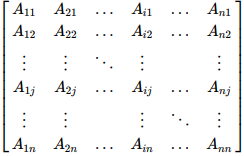 A₁₁ A₂₁ … Aᵢ₁ … Aₙ₁
A₁₂ A₂₂ … Aᵢ₂ … Aₙ₂
⋮ ⋮ ⋱ ⋮ ⋮
A₁ⱼ A₂ⱼ … Aᵢⱼ … Aₙⱼ
⋮ ⋮ ⋮ ⋱ ⋮
A₁ₙ A₂ₙ … Aᵢₙ … Aₙₙ